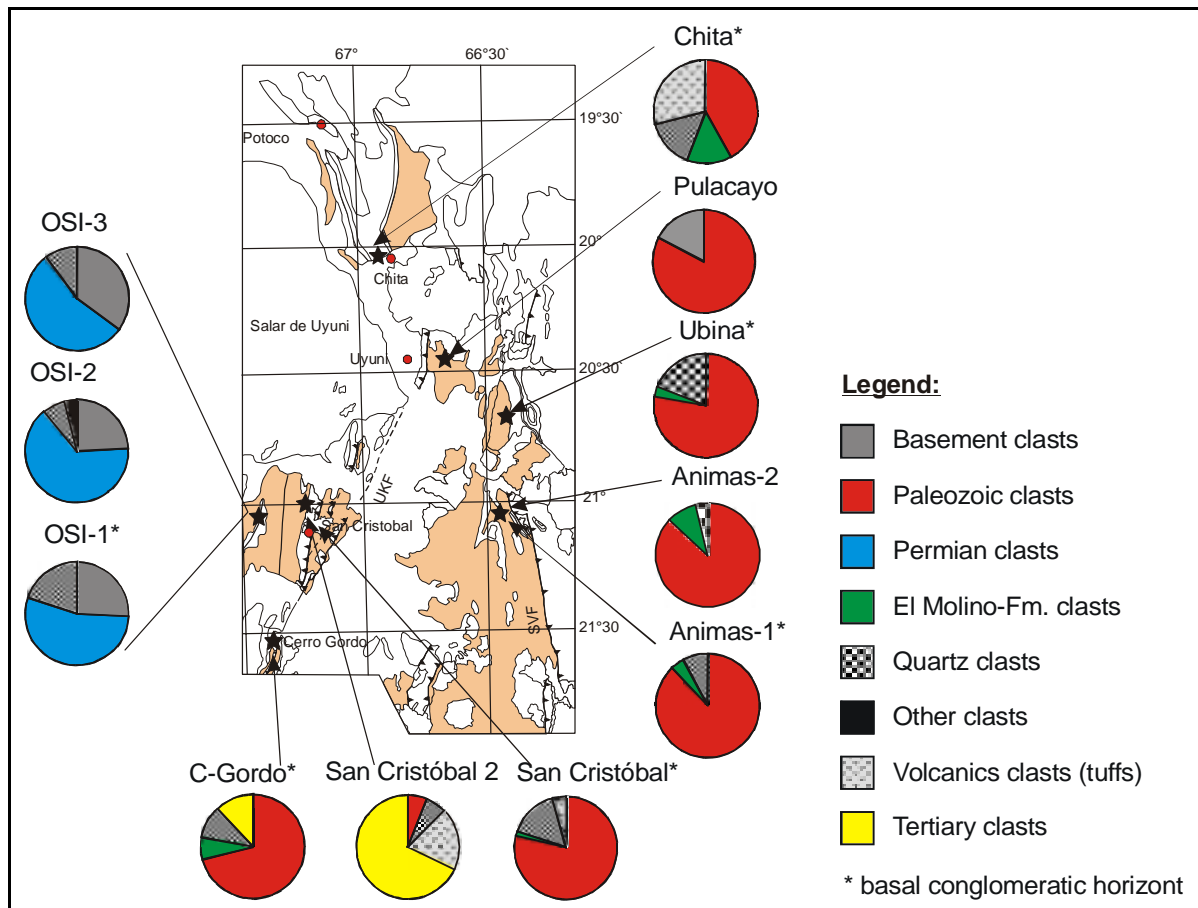 Chita*
67°
66°30`
19°30`
Potoco
Pulacayo
OSI-3
20°
Chita
Salar de Uyuni
Ubina*
Uyuni
20°30
OSI-2
Legend:
Basement clasts
Animas-2
Paleozoic clasts
UKF
21°
San Cristobal
OSI-1*
Permian clasts
El Molino-Fm. clasts
SVF
21°30
Animas-1*
Cerro Gordo
Quartz clasts
Other clasts
C-Gordo*
San Cristóbal 2
San Cristóbal*
Volcanics clasts (tuffs)
Tertiary clasts
* basal conglomeratic horizont